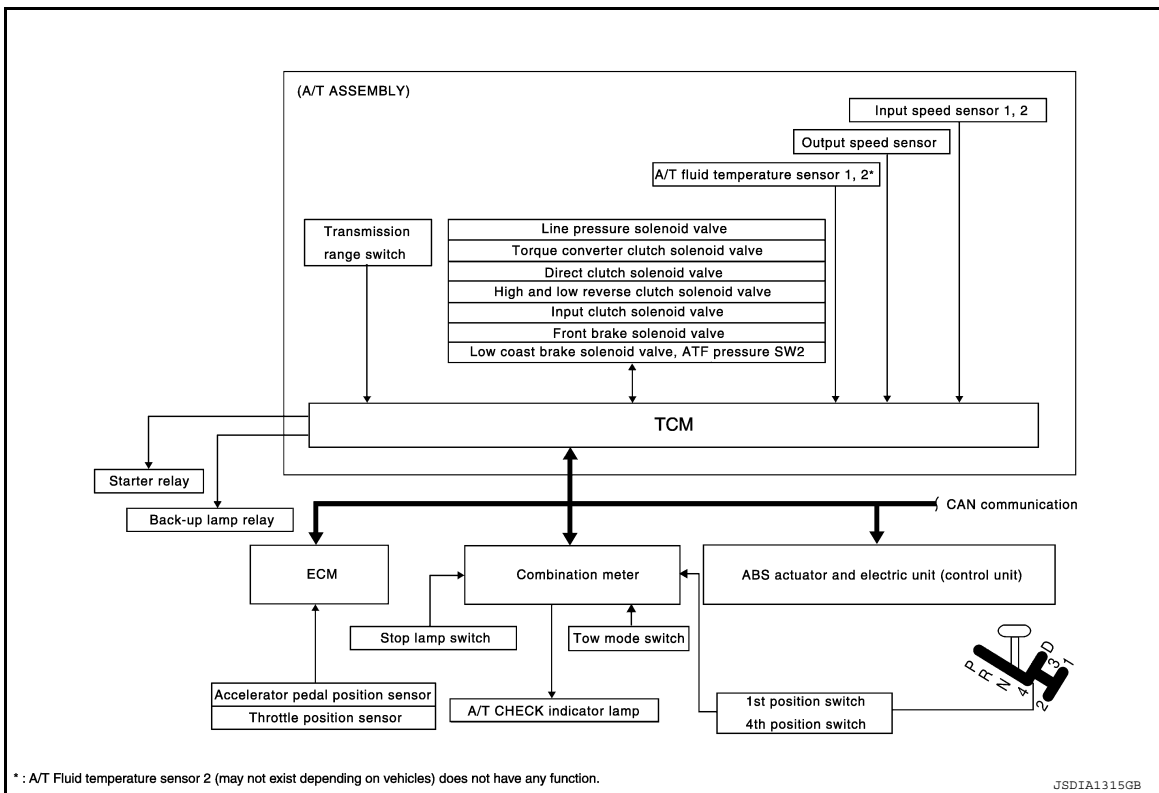 (A/T ASSEMBLY)
Input speed sensor 1, 2
Output speed sensor
A/T fluid temperature sensor 1, 2*
Transmission
range switch
Line pressure solenoid valve
Torque converter clutch solenoid valve
Direct clutch solenoid valve
High and low reverse clutch solenoid valve
Input clutch solenoid valve
Front brake solenoid valve
Low coast brake solenoid valve, ATF pressure SW2
TCM
Starter relay
Back-up lamp relay
CAN communication
ECM
Combination meter
ABS actuator and electric unit (control unit)
Stop lamp switch
Tow mode switch
Accelerator pedal position sensor
Throttle position sensor
A/T CHECK indicator lamp
1st position switch
4th position switch
P R N 4 D 3 1 2
* : A/T Fluid temperature sensor 2 (may not exist depending on vehicles) does not have any function.
JSDIA1315GB